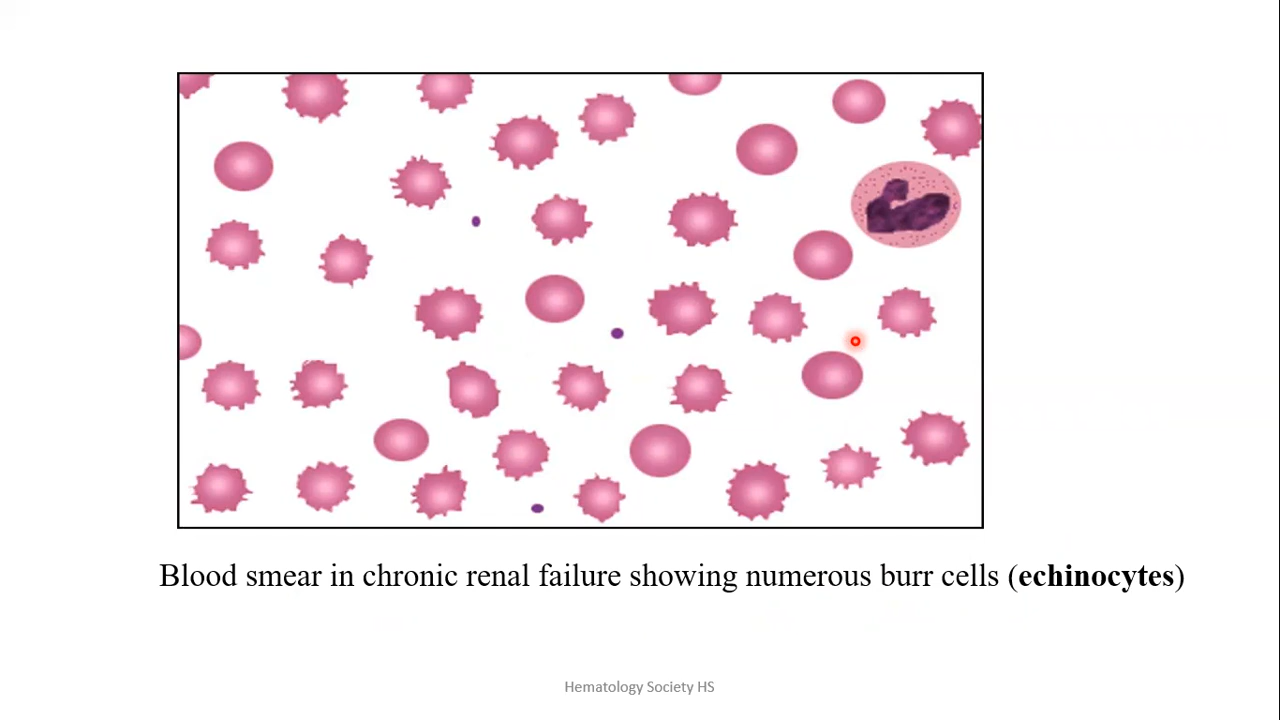 Blood smear in chronic renal failure showing numerous burr cells (echinocytes)
Hematology Society HS